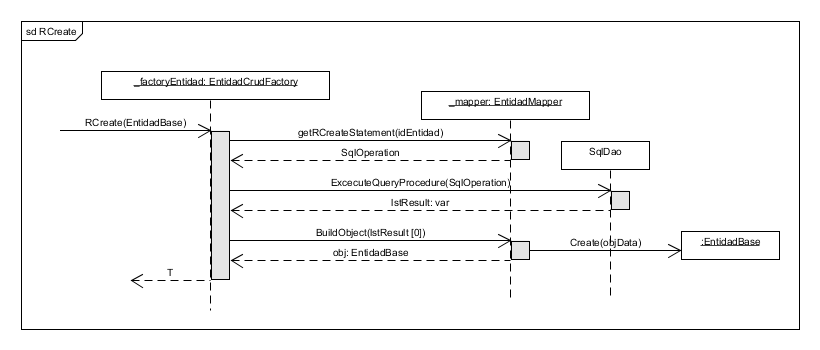 sd RCreate
_factoryEntidad: EntidadCrudFactory
_mapper: EntidadMapper
RCreate(EntidadBase)
getRCreateStatement(idEntidad)
SqlOperation
SqlDao
ExcecuteQueryProcedure(SqlOperation)
lstResult: var
BuildObject(lstResult [0])
Create(objData)
:EntidadBase
obj: EntidadBase
T